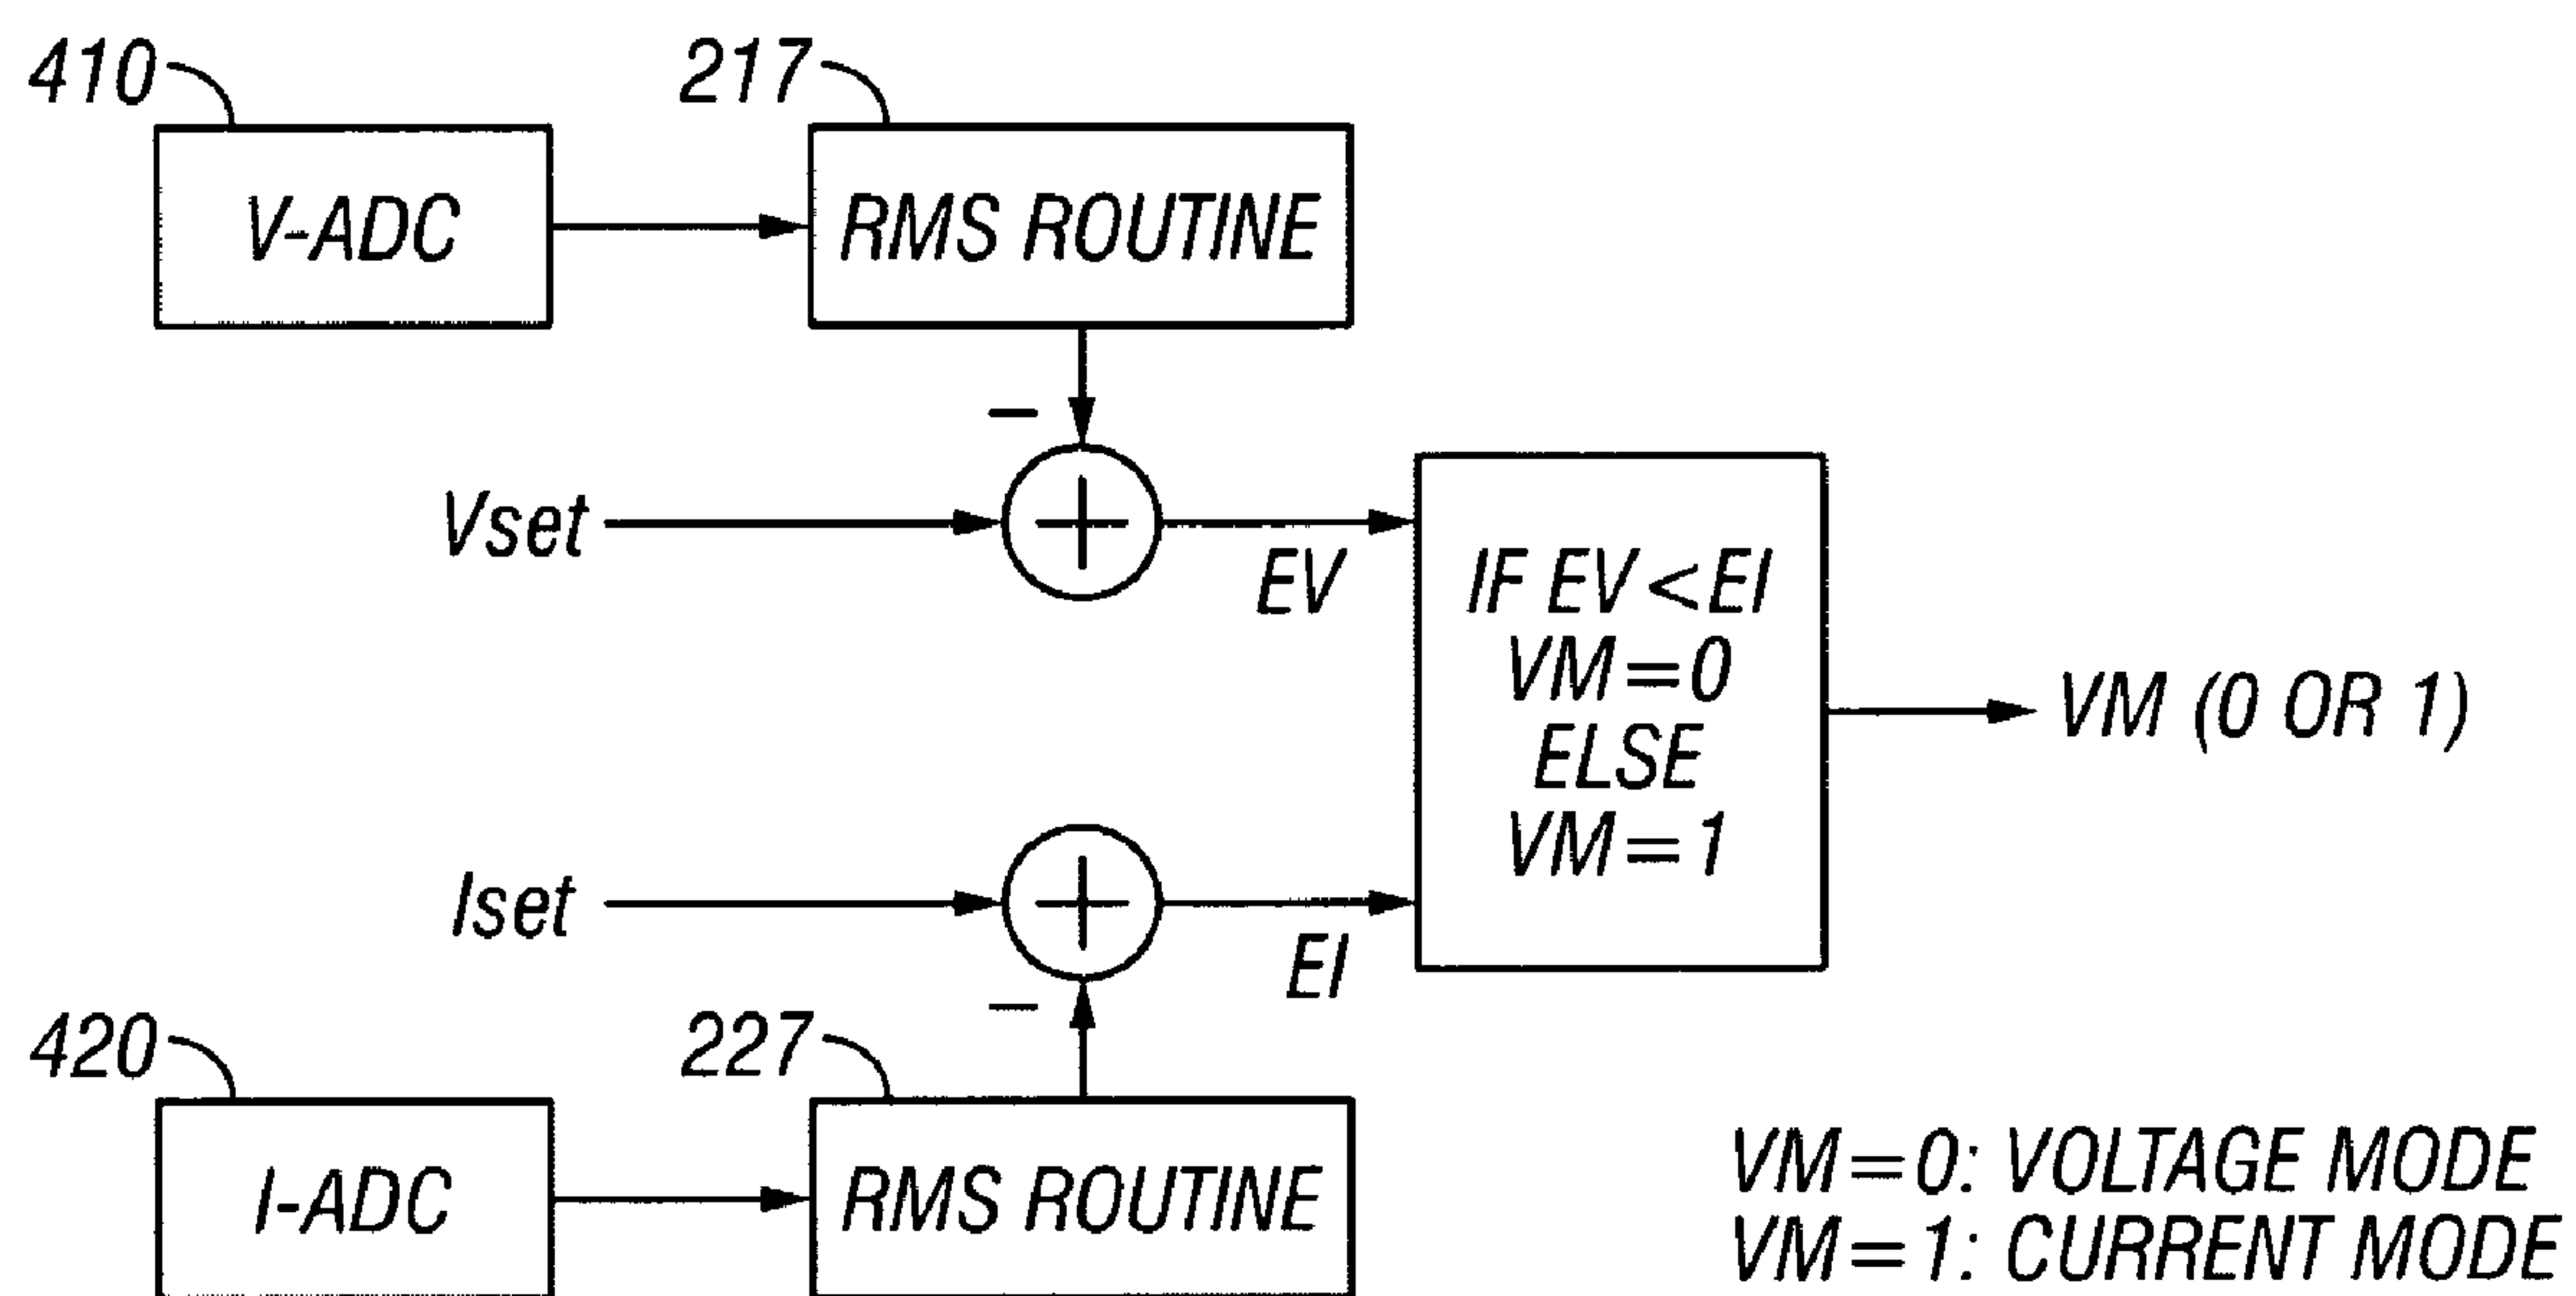 410
217
V-ADC
RMS ROUTINE
−
Vset
+
EV
IF EV<EI
VM=0
ELSE
VM=1
VM (0 OR 1)
Iset
+
EI
−
420
227
I-ADC
RMS ROUTINE
VM=0: VOLTAGE MODE
VM=1: CURRENT MODE